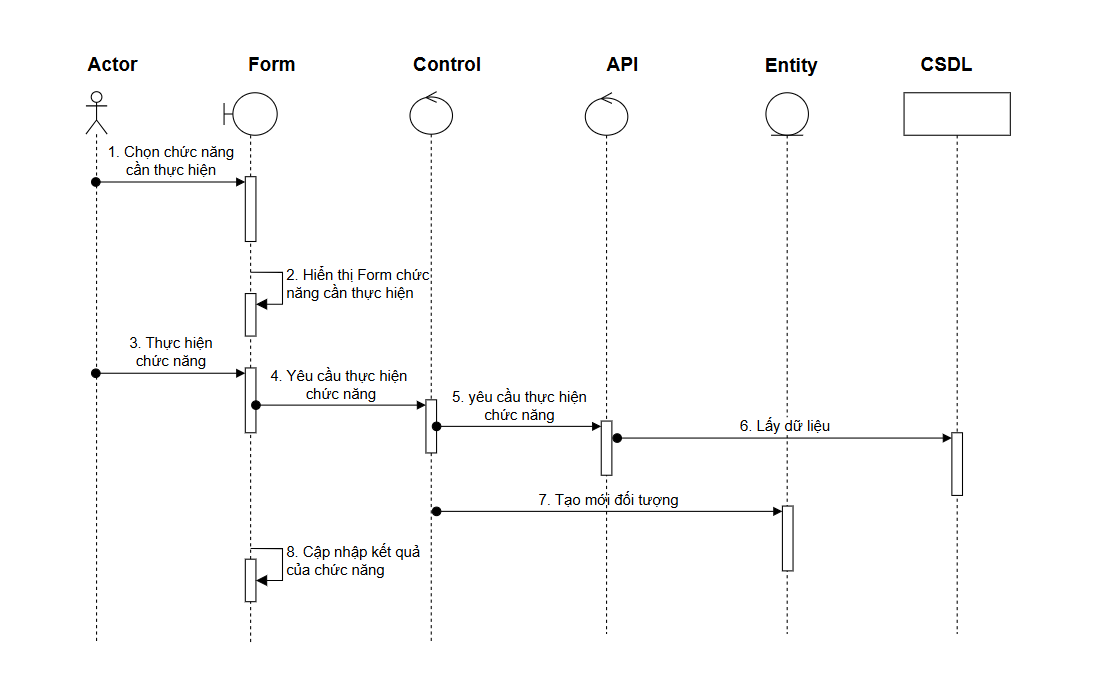 Actor
Form
Control
API
Entity
CSDL
1. Chọn chức năng
cần thực hiện
2. Hiển thị Form chức
năng cần thực hiện
3. Thực hiện
chức năng
4. Yêu cầu thực hiện
chức năng
5. yêu cầu thực hiện
chức năng
6. Lấy dữ liệu
7. Tạo mới đối tượng
8. Cập nhập kết quả
của chức năng